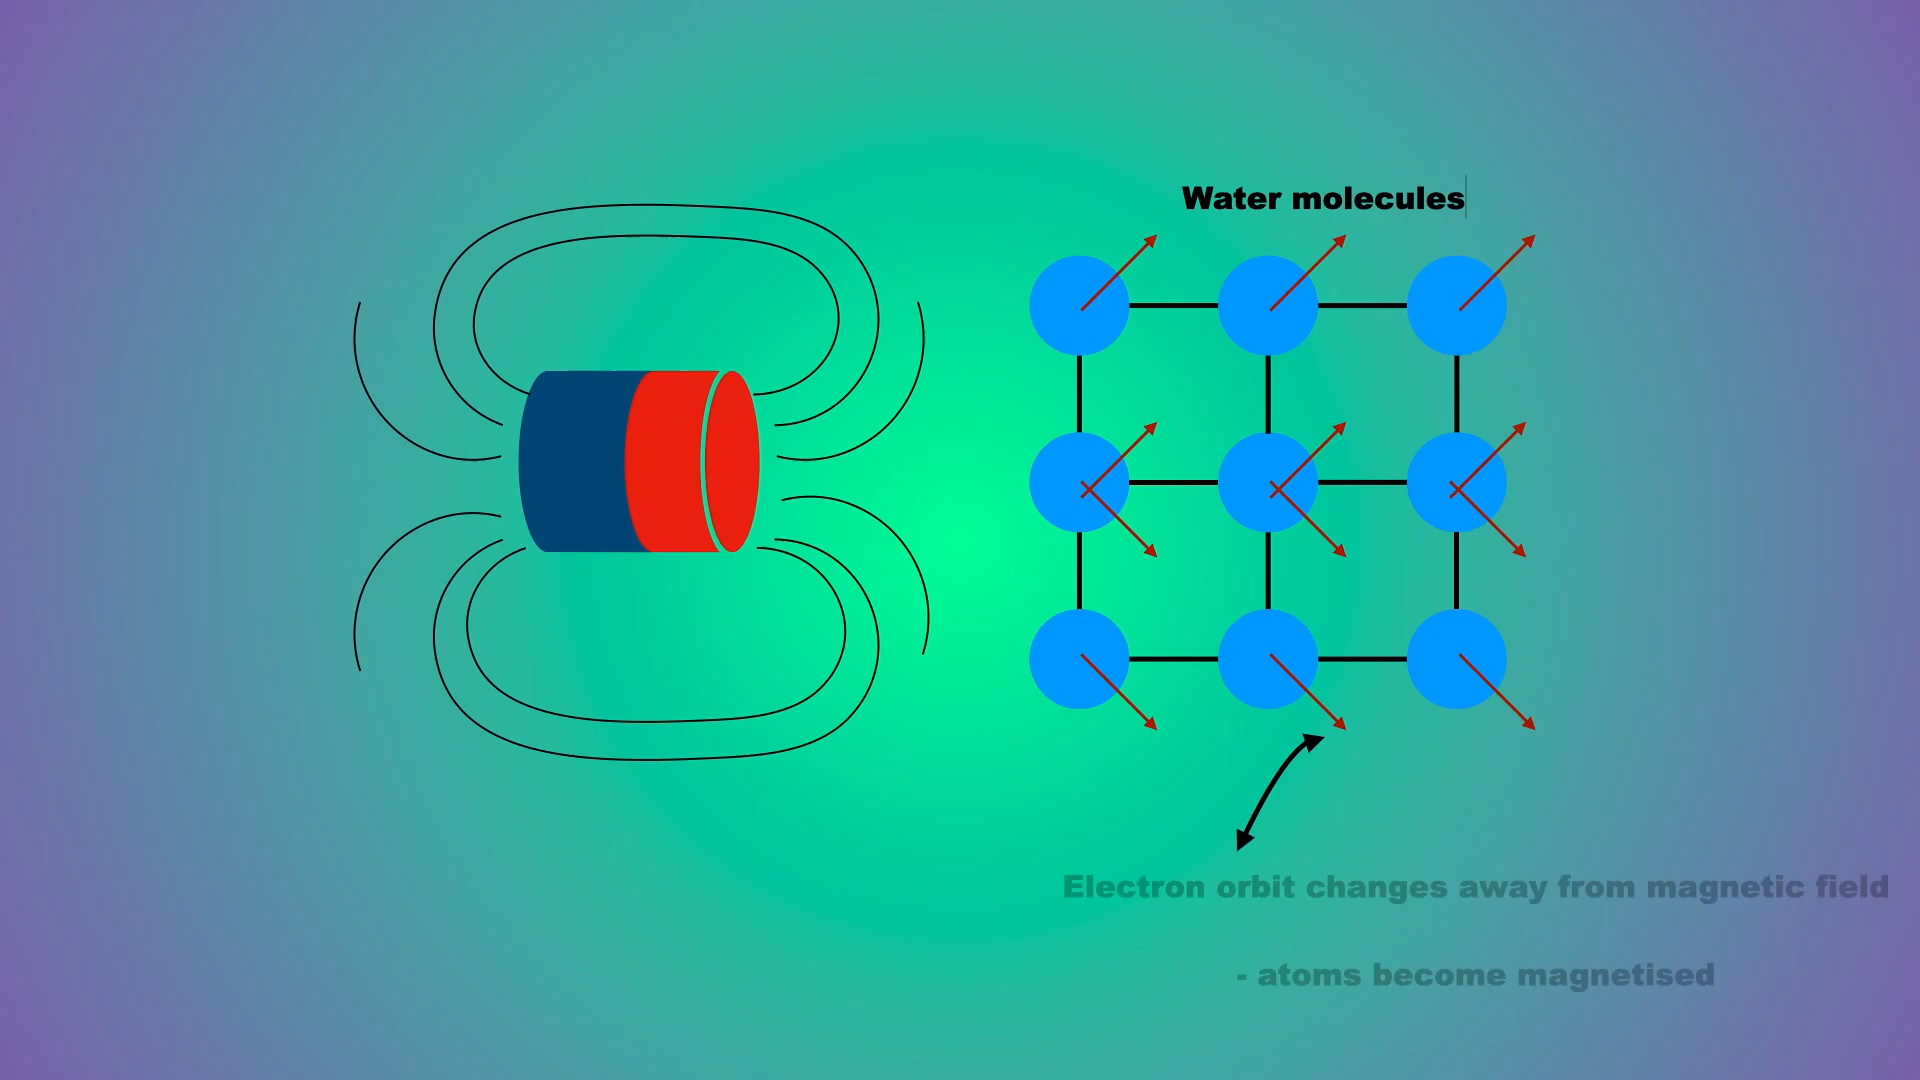 Water molecules
Electron orbit changes away from magnetic field
- atoms become magnetised